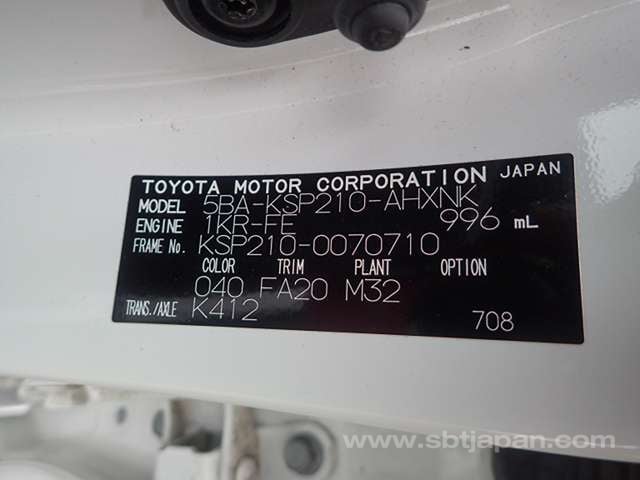 TOYOTA MOTOR CORPORATION JAPAN
MODEL 5BA-KSP210-AHXNK
ENGINE 1KR-FE 996 mL
FRAME No. KSP210-0070710
COLOR TRIM PLANT OPTION
040 FA20 M32
TRANS./AXLE K412 708
www.sbtjapan.com